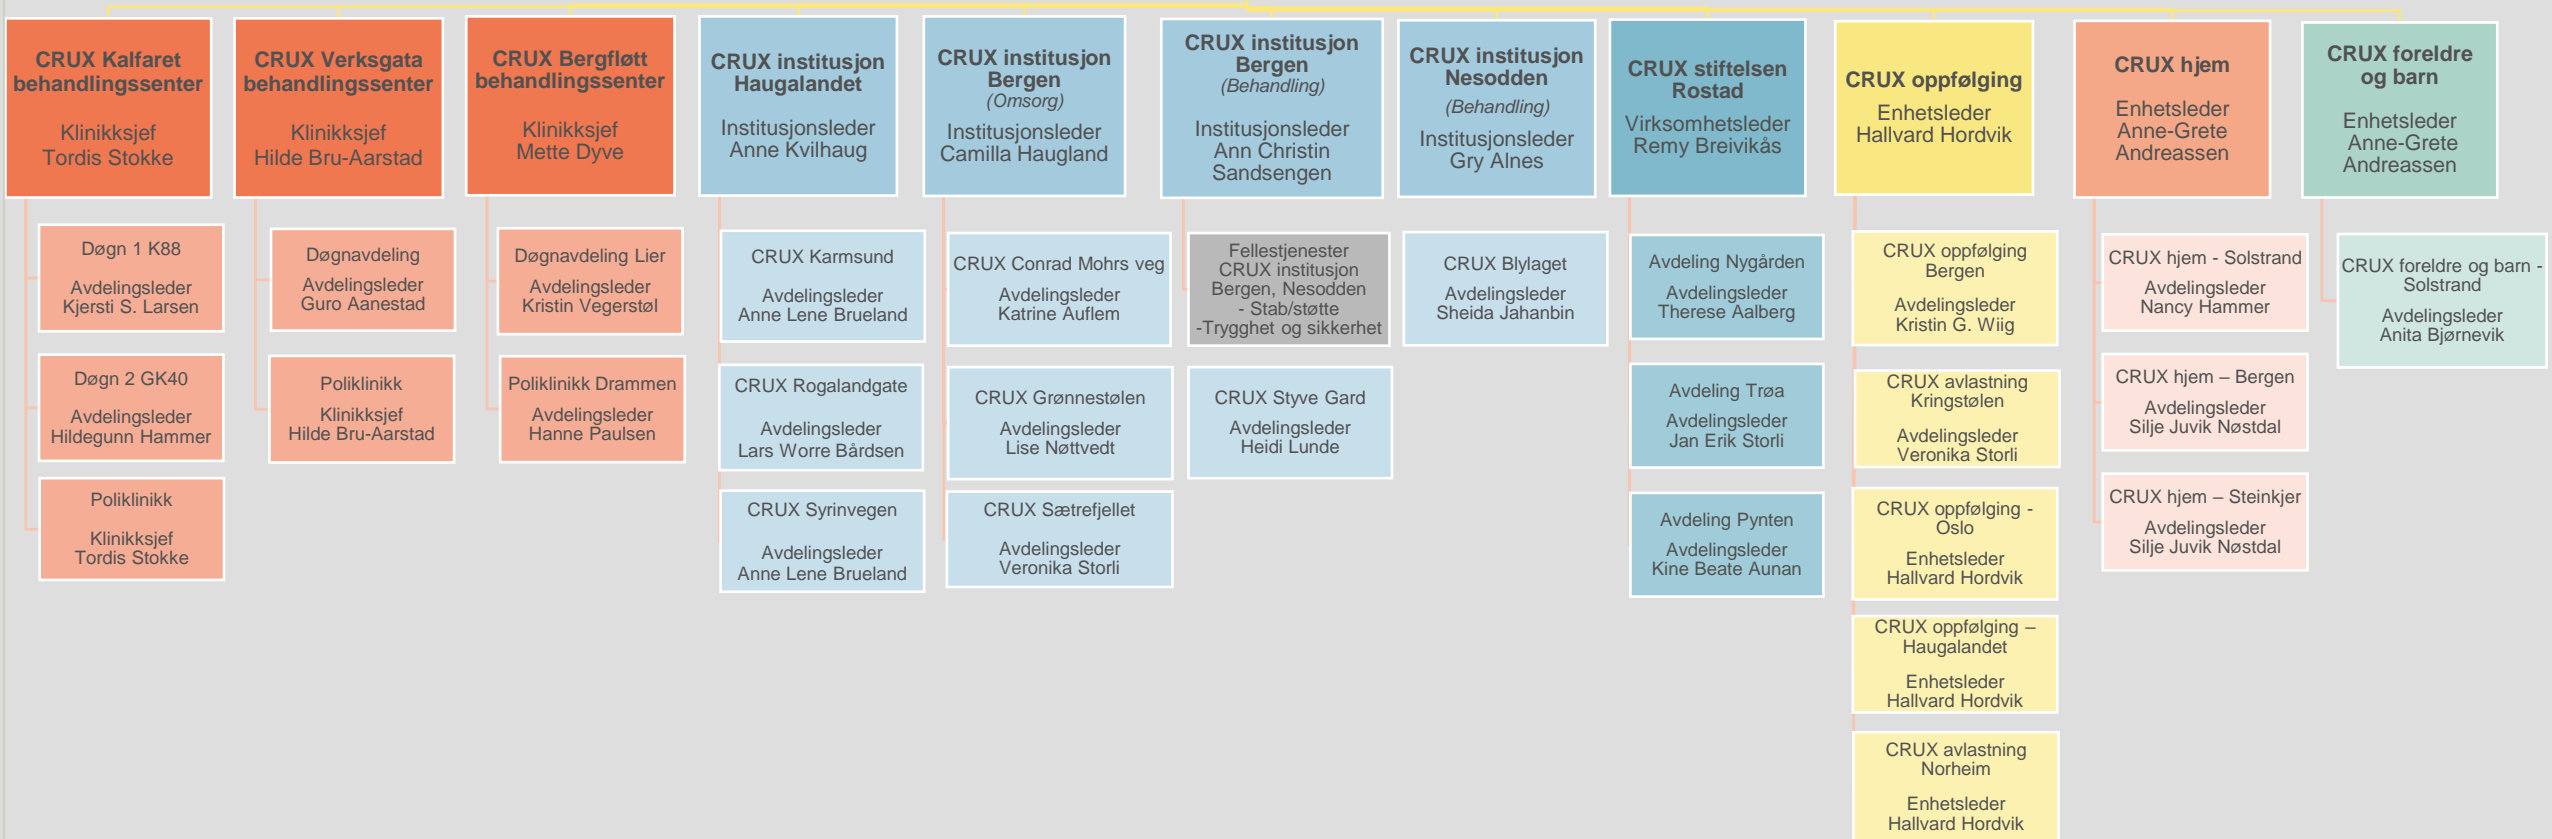 CRUX Kalfaret
behandlingssenter
Klinikksjef
Tordis Stokke
Døgn 1 K88
Avdelingsleder
Kjersti S. Larsen
Døgn 2 GK40
Avdelingsleder
Hildegunn Hammer
Poliklinikk
Klinikksjef
Tordis Stokke
CRUX Verksgata
behandlingssenter
Klinikksjef
Hilde Bru-Aarstad
Døgnavdeling
Avdelingsleder
Guro Aanestad
Poliklinikk
Klinikksjef
Hilde Bru-Aarstad
CRUX Bergfløtt
behandlingssenter
Klinikksjef
Mette Dyve
Døgnavdeling Lier
Avdelingsleder
Kristin Vegerstøl
Poliklinikk Drammen
Avdelingsleder
Hanne Paulsen
CRUX institusjon
Haugalandet
Institusjonsleder
Anne Kvilhaug
CRUX Karmsund
Avdelingsleder
Anne Lene Brueland
CRUX Rogalandgate
Avdelingsleder
Lars Worre Bårdsen
CRUX Syrinvegen
Avdelingsleder
Anne Lene Brueland
CRUX institusjon
Bergen
(Omsorg)
Institusjonsleder
Camilla Haugland
CRUX Conrad Mohrs veg
Avdelingsleder
Katrine Auflem
CRUX Grønnestølen
Avdelingsleder
Lise Nøttvedt
CRUX Sætrefjellet
Avdelingsleder
Veronika Storli
CRUX institusjon
Bergen
(Behandling)
Institusjonsleder
Ann Christin
Sandsengen
Fellestjenester
CRUX institusjon
Bergen, Nesodden
- Stab/støtte
-Trygghet og sikkerhet
CRUX Styve Gard
Avdelingsleder
Heidi Lunde
CRUX institusjon
Nesodden
(Behandling)
Institusjonsleder
Gry Alnes
CRUX Blylaget
Avdelingsleder
Sheida Jahanbin
CRUX stiftelsen
Rostad
Virksomhetsleder
Remy Breivikås
Avdeling Nygården
Avdelingsleder
Therese Aalberg
Avdeling Trøa
Avdelingsleder
Jan Erik Storli
Avdeling Pynten
Avdelingsleder
Kine Beate Aunan
CRUX oppfølging
Enhetsleder
Hallvard Hordvik
CRUX oppfølging
Bergen
Avdelingsleder
Kristin G. Wiig
CRUX avlastning
Kringstølen
Avdelingsleder
Veronika Storli
CRUX oppfølging -
Oslo
Enhetsleder
Hallvard Hordvik
CRUX oppfølging –
Haugalandet
Enhetsleder
Hallvard Hordvik
CRUX avlastning
Norheim
Enhetsleder
Hallvard Hordvik
CRUX hjem
Enhetsleder
Anne-Grete
Andreassen
CRUX hjem - Solstrand
Avdelingsleder
Nancy Hammer
CRUX hjem – Bergen
Avdelingsleder
Silje Juvik Nøstdal
CRUX hjem – Steinkjer
Avdelingsleder
Silje Juvik Nøstdal
CRUX foreldre
og barn
Enhetsleder
Anne-Grete
Andreassen
CRUX foreldre og barn -
Solstrand
Avdelingsleder
Anita Bjørnevik